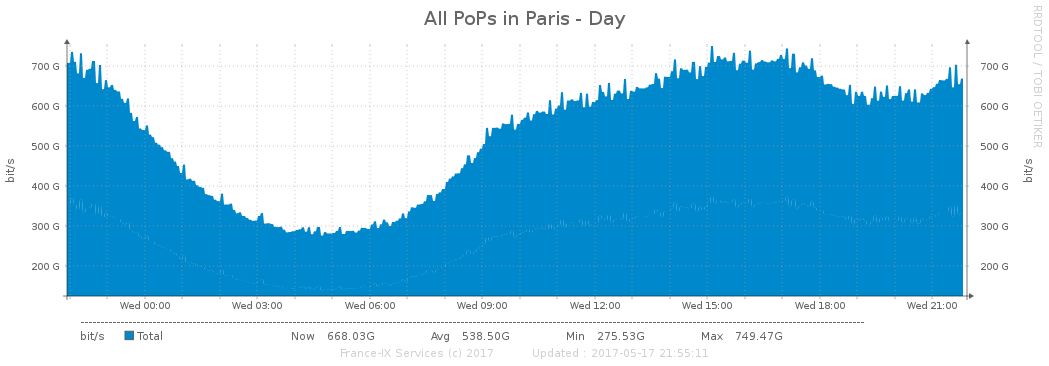 All PoPs in Paris - Day
RRDTOOL / TOBI OETIKER
bit/s
700 G
600 G
500 G
400 G
300 G
200 G
700 G
600 G
500 G
400 G
300 G
200 G
bit/s
Wed 00:00 Wed 03:00 Wed 06:00 Wed 09:00 Wed 12:00 Wed 15:00 Wed 18:00 Wed 21:00
bit/s Total Now 668.03G Avg 538.50G Min 275.53G Max 749.47G
France-IX Services (c) 2017 Updated : 2017-05-17 21:55:11